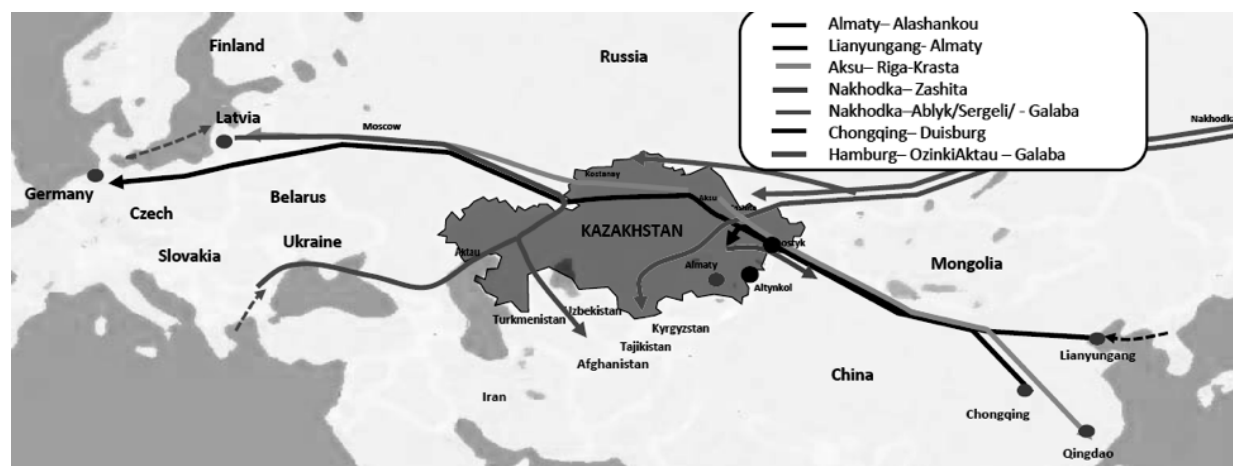 Almaty– Alashankou
Lianyungang- Almaty
Aksu– Riga-Krasta
Nakhodka– Zashita
Nakhodka–Ablyk/Sergeli/ - Galaba
Chongqing– Duisburg
Hamburg– OzinkiAktau – Galaba
Finland
Russia
Latvia
Moscow
Nakhodka
Germany
Czech
Belarus
Kostanay
Aksu
Slovakia
Ukraine
KAZAKHSTAN
Aktau
Almaty
Altynkol
Mongolia
Turkmenistan
Uzbekistan
Kyrgyzstan
Tajikistan
Afghanistan
Iran
China
Lianyungang
Chongqing
Qingdao